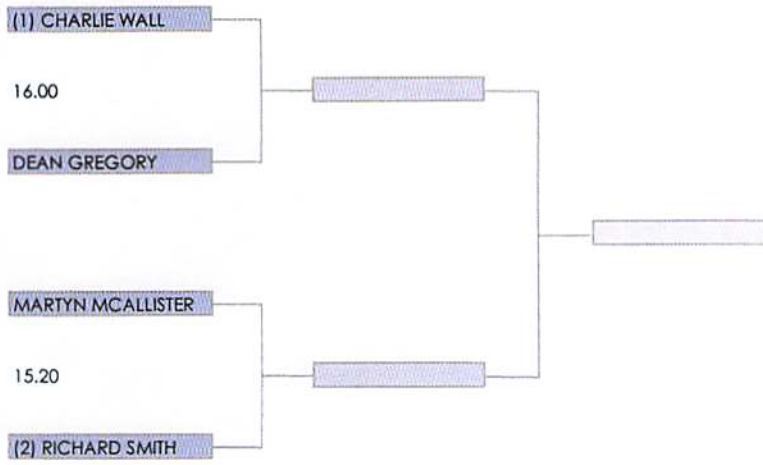 (1) CHARLIE WALL
16.00
DEAN GREGORY
MARTYN MCALLISTER
15.20
(2) RICHARD SMITH